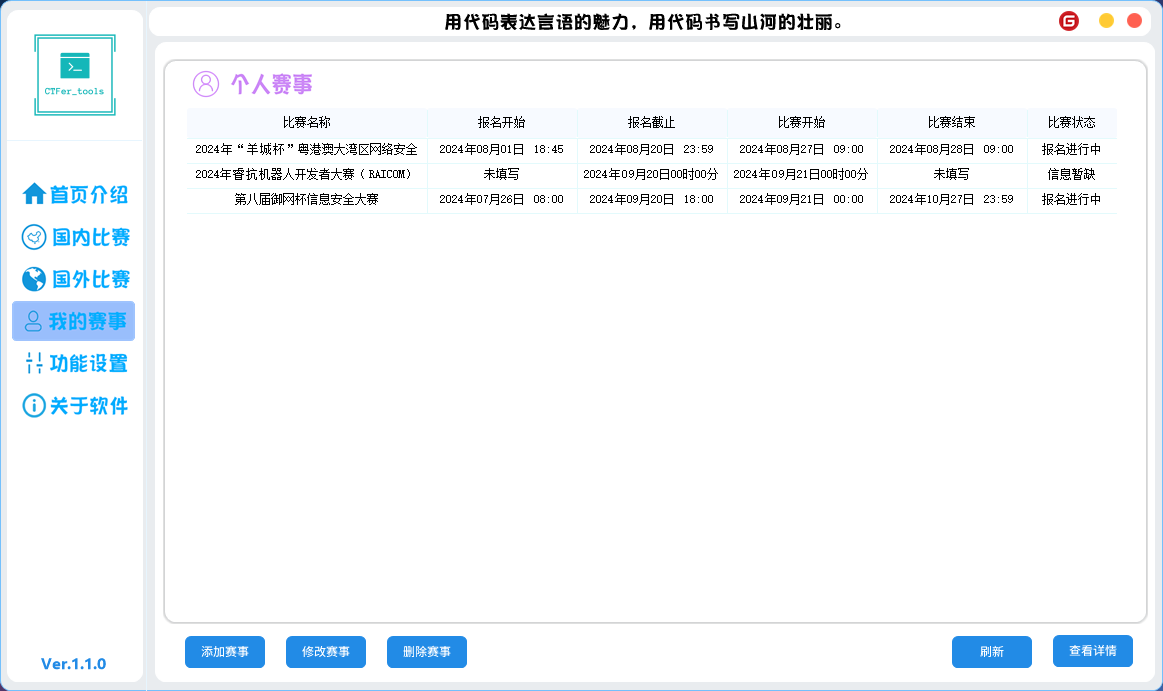 用代码表达言语的魅力，用代码书写山河的壮丽。
G
>_
CTFer_tools
首页介绍
国内比赛
国外比赛
我的赛事
功能设置
关于软件
Ver.1.1.0
个人赛事
比赛名称 报名开始 报名截止 比赛开始 比赛结束 比赛状态
2024年“羊城杯”粤港澳大湾区网络安全 2024年08月01日 18:45 2024年08月20日 23:59 2024年08月27日 09:00 2024年08月28日 09:00 报名进行中
2024年睿抗机器人开发者大赛（RAICOM） 未填写 2024年09月20日00时00分 2024年09月21日00时00分 未填写 信息暂缺
第八届御网杯信息安全大赛 2024年07月26日 08:00 2024年09月20日 18:00 2024年09月21日 00:00 2024年10月27日 23:59 报名进行中
添加赛事 修改赛事 删除赛事 刷新 查看详情